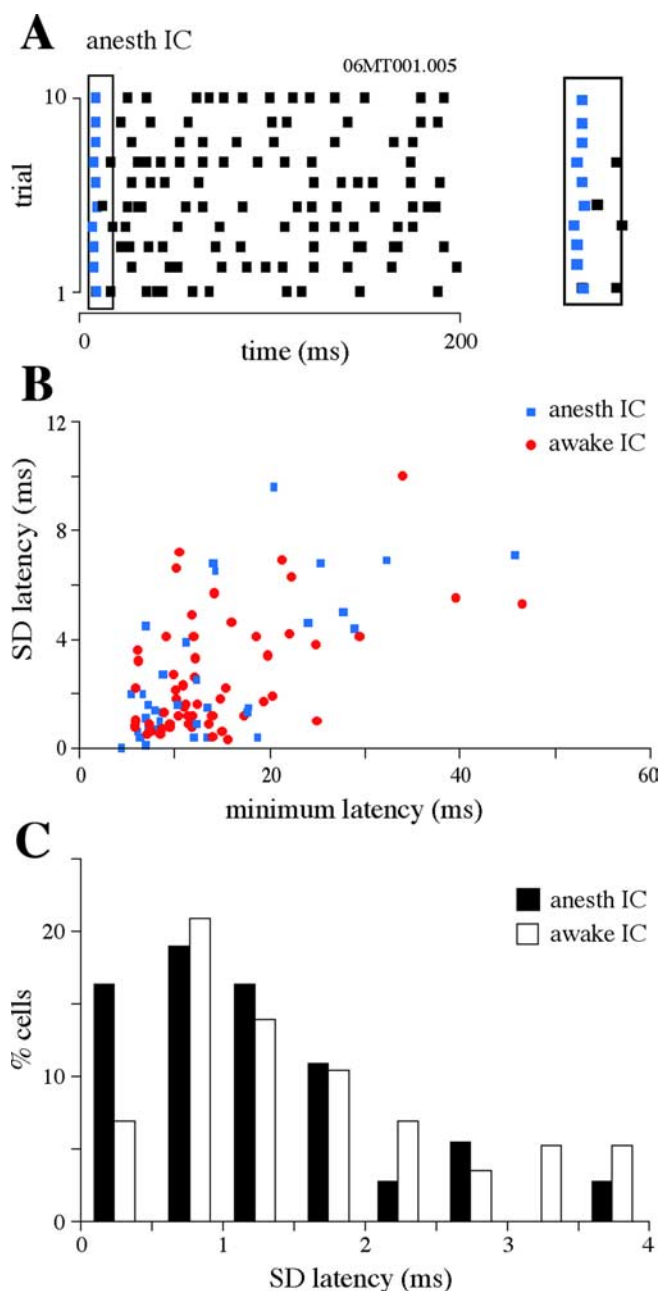 A
anesth IC
06MT001.005
10
trial
1
0
200
time (ms)
B
12
anesth IC
awake IC
8
SD latency (ms)
4
0
0
20
40
60
minimum latency (ms)
C
anesth IC
awake IC
20
% cells
10
0
0
1
2
3
4
SD latency (ms)